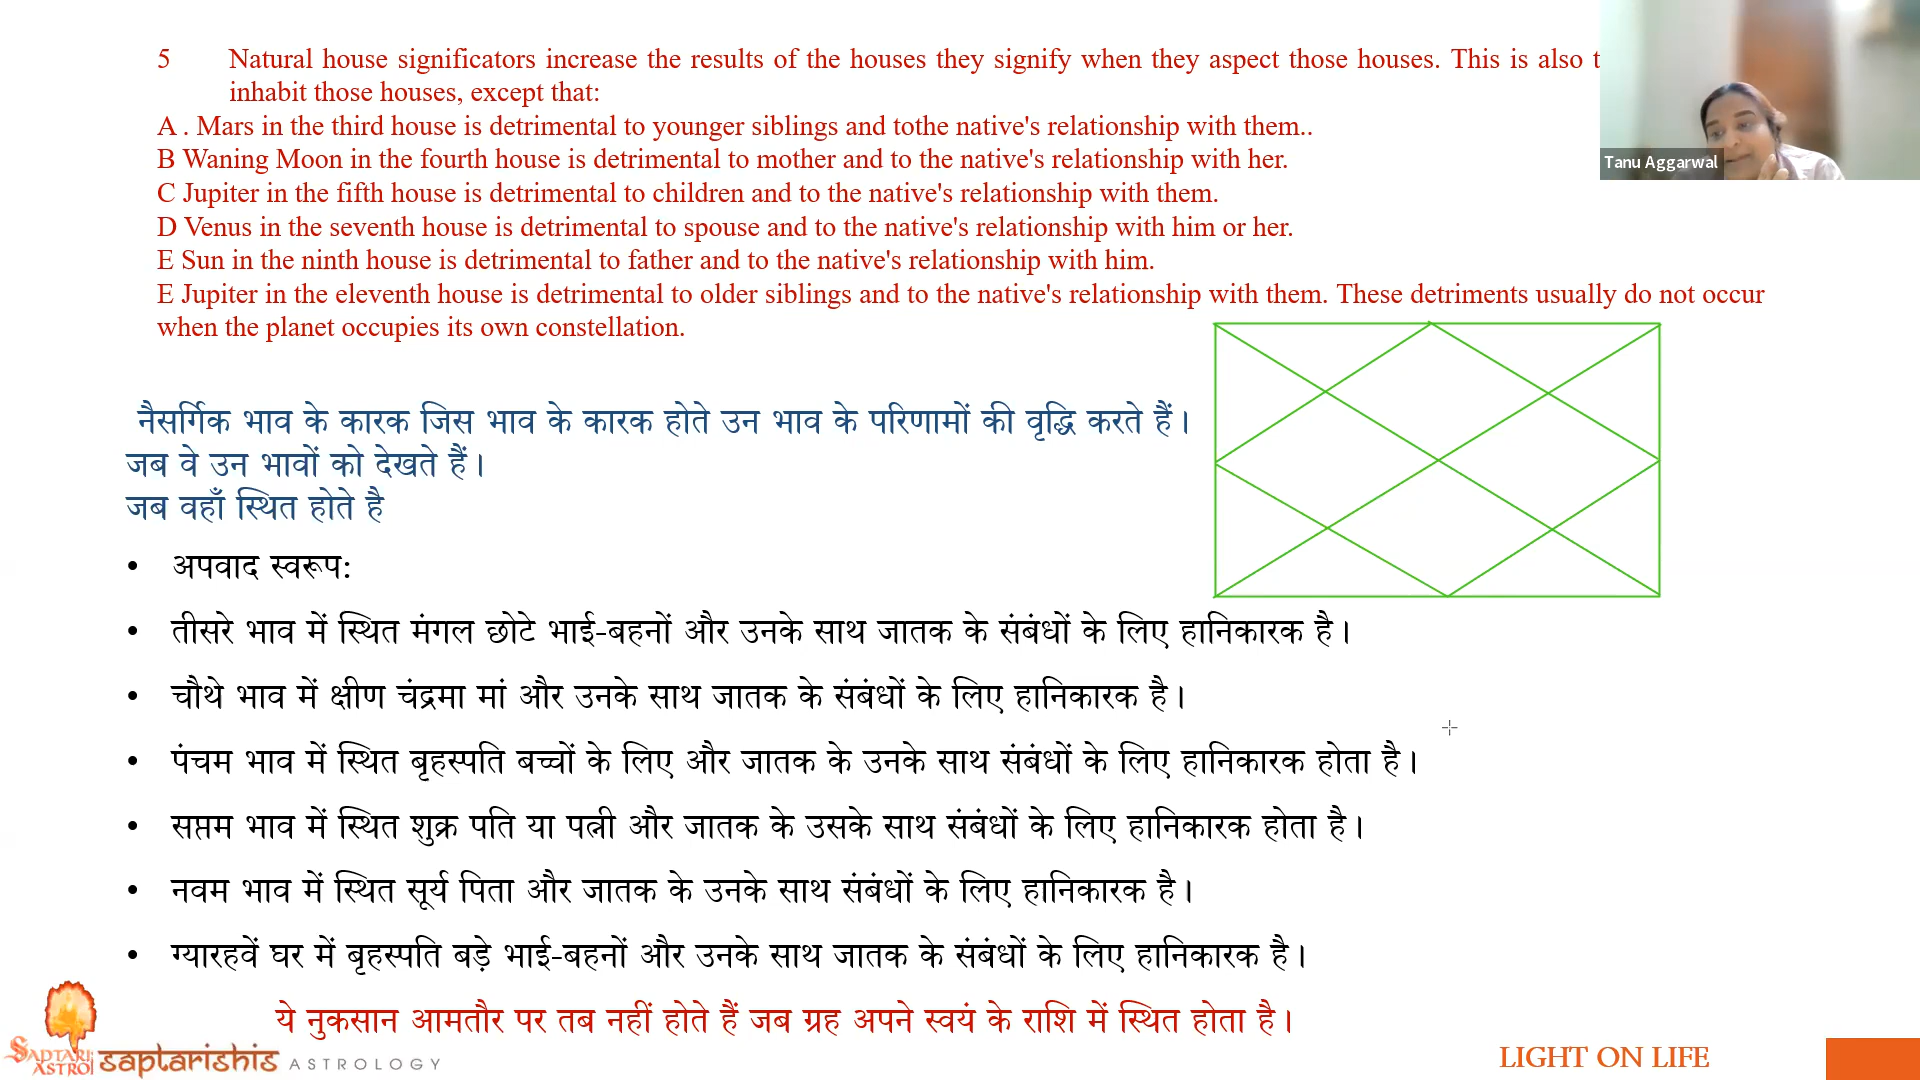 5 Natural house significators increase the results of the houses they signify when they aspect those houses. This is also
inhabit those houses, except that:
A . Mars in the third house is detrimental to younger siblings and tothe native's relationship with them..
B Waning Moon in the fourth house is detrimental to mother and to the native's relationship with her.
C Jupiter in the fifth house is detrimental to children and to the native's relationship with them.
D Venus in the seventh house is detrimental to spouse and to the native's relationship with him or her.
E Sun in the ninth house is detrimental to father and to the native's relationship with him.
E Jupiter in the eleventh house is detrimental to older siblings and to the native's relationship with them. These detriments usually do not occur
when the planet occupies its own constellation.
Tanu Aggarwal
नैसर्गिक भाव के कारक जिस भाव के कारक होते उन भाव के परिणामों की वृद्धि करते हैं।
जब वे उन भावों को देखते हैं।
जब वहाँ स्थित होते है
• अपवाद स्वरूप:
• तीसरे भाव में स्थित मंगल छोटे भाई-बहनों और उनके साथ जातक के संबंधों के लिए हानिकारक है।
• चौथे भाव में क्षीण चंद्रमा मां और उनके साथ जातक के संबंधों के लिए हानिकारक है।
• पंचम भाव में स्थित बृहस्पति बच्चों के लिए और जातक के उनके साथ संबंधों के लिए हानिकारक होता है।
• सप्तम भाव में स्थित शुक्र पति या पत्नी और जातक के उसके साथ संबंधों के लिए हानिकारक होता है।
• नवम भाव में स्थित सूर्य पिता और जातक के उनके साथ संबंधों के लिए हानिकारक है।
• ग्यारहवें घर में बृहस्पति बड़े भाई-बहनों और उनके साथ जातक के संबंधों के लिए हानिकारक है।
ये नुकसान आमतौर पर तब नहीं होते हैं जब ग्रह अपने स्वयं के राशि में स्थित होता है।
saptarishis ASTROLOGY
LIGHT ON LIFE